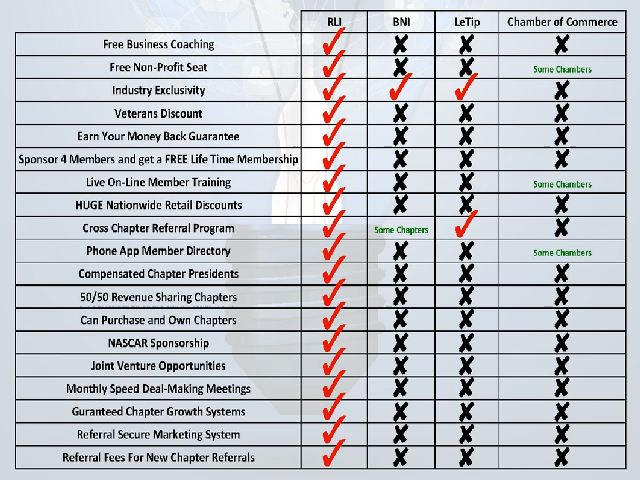 RLI BNI LeTip Chamber of Commerce
Free Business Coaching ✓ ✗ ✗ ✗
Free Non-Profit Seat ✓ ✗ ✗ Some Chambers
Industry Exclusivity ✓ ✓ ✓ ✗
Veterans Discount ✓ ✗ ✗ ✗
Earn Your Money Back Guarantee ✓ ✗ ✗ ✗
Sponsor 4 Members and get a FREE Life Time Membership ✓ ✗ ✗ ✗
Live On-Line Member Training ✓ ✗ ✗ Some Chambers
HUGE Nationwide Retail Discounts ✓ ✗ ✗ ✗
Cross Chapter Referral Program ✓ Some Chapters ✓ ✗
Phone App Member Directory ✓ ✗ ✗ Some Chambers
Compensated Chapter Presidents ✓ ✗ ✗ ✗
50/50 Revenue Sharing Chapters ✓ ✗ ✗ ✗
Can Purchase and Own Chapters ✓ ✗ ✗ ✗
NASCAR Sponsorship ✓ ✗ ✗ ✗
Joint Venture Opportunities ✓ ✗ ✗ ✗
Monthly Speed Deal-Making Meetings ✓ ✗ ✗ ✗
Guranteed Chapter Growth Systems ✓ ✗ ✗ ✗
Referral Secure Marketing System ✓ ✗ ✗ ✗
Referral Fees For New Chapter Referrals ✓ ✗ ✗ ✗